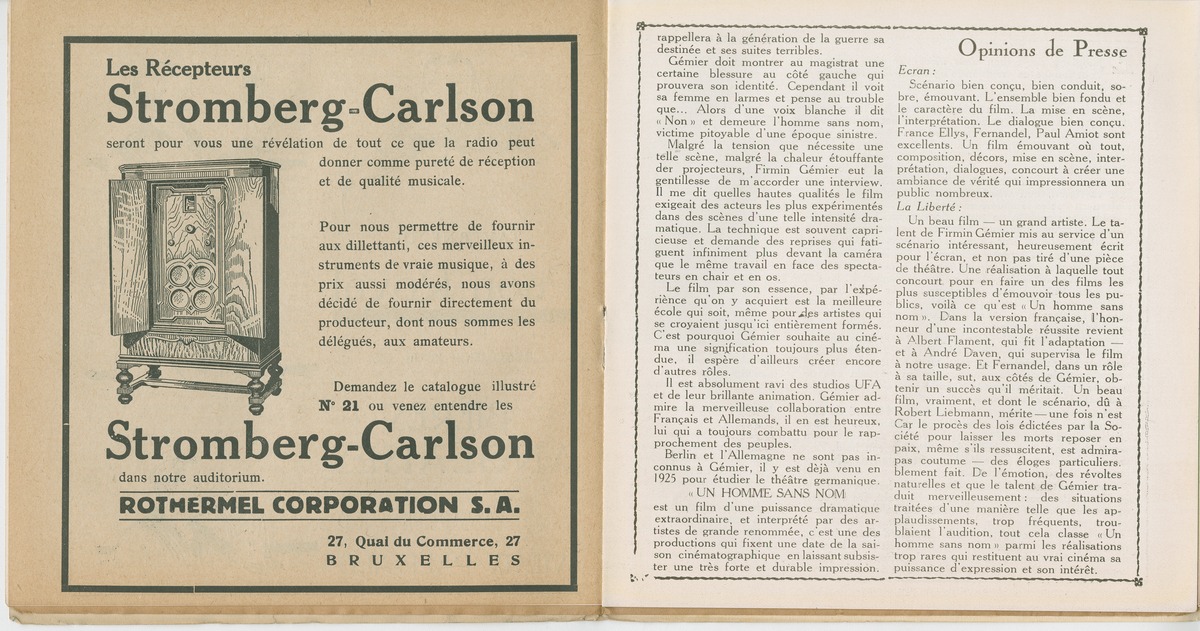 Les Récepteurs
Stromberg-Carlson
seront pour vous une révélation de tout ce que la radio peut
donner comme pureté de réception
et de qualité musicale.
Pour nous permettre de fournir
aux dillettanti, ces merveilleux in-
struments de vraie musique, à des
prix aussi modérés, nous avons
décidé de fournir directement du
producteur, dont nous sommes les
délégués, aux amateurs.
Demandez le catalogue illustré
N° 21 ou venez entendre les
Stromberg-Carlson
dans notre auditorium.
ROTHERMEL CORPORATION S. A.
27, Quai du Commerce, 27
BRUXELLES
rappellera à la génération de la guerre sa
destinée et ses suites terribles.
Gémier doit montrer au magistrat une
certaine blessure au côté gauche qui
prouvera son identité. Cependant il voit
sa femme en larmes et pense au trouble
que... Alors d'une voix blanche il dit
« Non » et demeure l'homme sans nom,
victime pitoyable d'une époque sinistre.
Malgré la tension que nécessite une
telle scène, malgré la chaleur étouffante
der projecteurs, Firmin Gémier eut la
gentillesse de m'accorder une interview.
Il me dit quelles hautes qualités le film
exigeait des acteurs les plus expérimentés
dans des scènes d'une telle intensité dra-
matique. La technique est souvent capri-
cieuse et demande des reprises qui fati-
guent infiniment plus devant la caméra
que le même travail en face des specta-
teurs en chair et en os.
Le film par son essence, par l'expé-
rience qu'on y acquiert est la meilleure
école qui soit, même pour des artistes qui
se croyaient jusqu'ici entièrement formés.
C'est pourquoi Gémier souhaite au ciné-
ma une signification toujours plus éten-
due, il espère d'ailleurs créer encore
d'autres rôles.
Il est absolument ravi des studios UFA
et de leur brillante animation. Gémier ad-
mire la merveilleuse collaboration entre
Français et Allemands, il en est heureux,
lui qui a toujours combattu pour le rap-
prochement des peuples.
Berlin et l'Allemagne ne sont pas in-
connus à Gémier, il y est dèjà venu en
1925 pour étudier le théâtre germanique.
« UN HOMME SANS NOM
est un film d'une puissance dramatique
extraordinaire, et interprété par des ar-
tistes de grande renommée, c'est une des
productions qui fixent une date de la sai-
son cinématographique en laissant subsis-
ter une très forte et durable impression.
Opinions de Presse
Ecran :
Scénario bien conçu, bien conduit, so-
bre, émouvant. L'ensemble bien fondu et
le caractère du film. La mise en scène,
l'interprétation. Le dialogue bien conçu.
France Ellys, Fernandel, Paul Amiot sont
excellents. Un film émouvant où tout,
composition, décors, mise en scène, inter-
prétation, dialogues, concourt à créer une
ambiance de vérité qui impressionnera un
public nombreux.
La Liberté :
Un beau film — un grand artiste. Le ta-
lent de Firmin Gémier mis au service d'un
scénario intéressant, heureusement écrit
pour l'écran, et non pas tiré d'une pièce
de théâtre. Une réalisation à laquelle tout
concourt pour en faire un des films les
plus susceptibles d'émouvoir tous les pu-
blics, voilà ce qu'est « Un homme sans
nom ». Dans la version française, l'hon-
neur d'une incontestable réussite revient
à Albert Flament, qui fit l'adaptation —
et à André Daven, qui supervisa le film
à notre usage. Et Fernandel, dans un rôle
à sa taille, sut, aux côtés de Gémier, ob-
tenir un succès qu'il méritait. Un beau
film, vraiment, et dont le scénario, dû à
Robert Liebmann, mérite — une fois n'est
Car le procès des lois édictées par la So-
ciété pour laisser les morts reposer en
paix, même s'ils ressuscitent, est admira-
pas coutume — des éloges particuliers.
blement fait. De l'émotion, des révoltes
naturelles et que le talent de Gémier tra-
duit merveilleusement : des situations
traitées d'une manière telle que les ap-
plaudissements, trop fréquents, trou-
blaient l'audition, tout cela classe « Un
homme sans nom » parmi les réalisations
trop rares qui restituent au vrai cinéma sa
puissance d'expression et son intérêt.